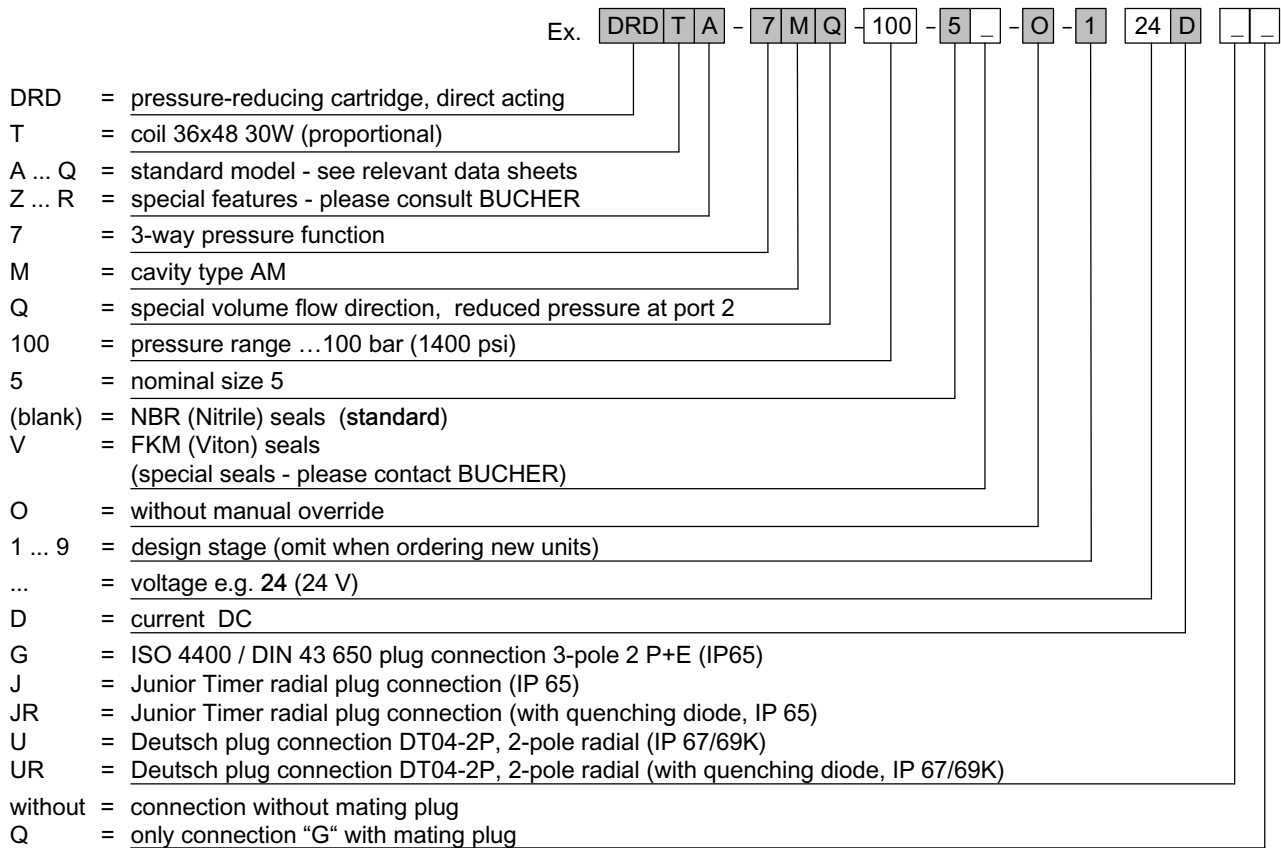 Ex. DRD T A - 7 M Q - 100 - 5 _ - O - 1 24 D _ _
DRD = pressure-reducing cartridge, direct acting
T = coil 36x48 30W (proportional)
A ... Q = standard model - see relevant data sheets
Z ... R = special features - please consult BUCHER
7 = 3-way pressure function
M = cavity type AM
Q = special volume flow direction, reduced pressure at port 2
100 = pressure range …100 bar (1400 psi)
5 = nominal size 5
(blank) = NBR (Nitrile) seals (standard)
V = FKM (Viton) seals
(special seals - please contact BUCHER)
O = without manual override
1 ... 9 = design stage (omit when ordering new units)
... = voltage e.g. 24 (24 V)
D = current DC
G = ISO 4400 / DIN 43 650 plug connection 3-pole 2 P+E (IP65)
J = Junior Timer radial plug connection (IP 65)
JR = Junior Timer radial plug connection (with quenching diode, IP 65)
U = Deutsch plug connection DT04-2P, 2-pole radial (IP 67/69K)
UR = Deutsch plug connection DT04-2P, 2-pole radial (with quenching diode, IP 67/69K)
without = connection without mating plug
Q = only connection “G“ with mating plug